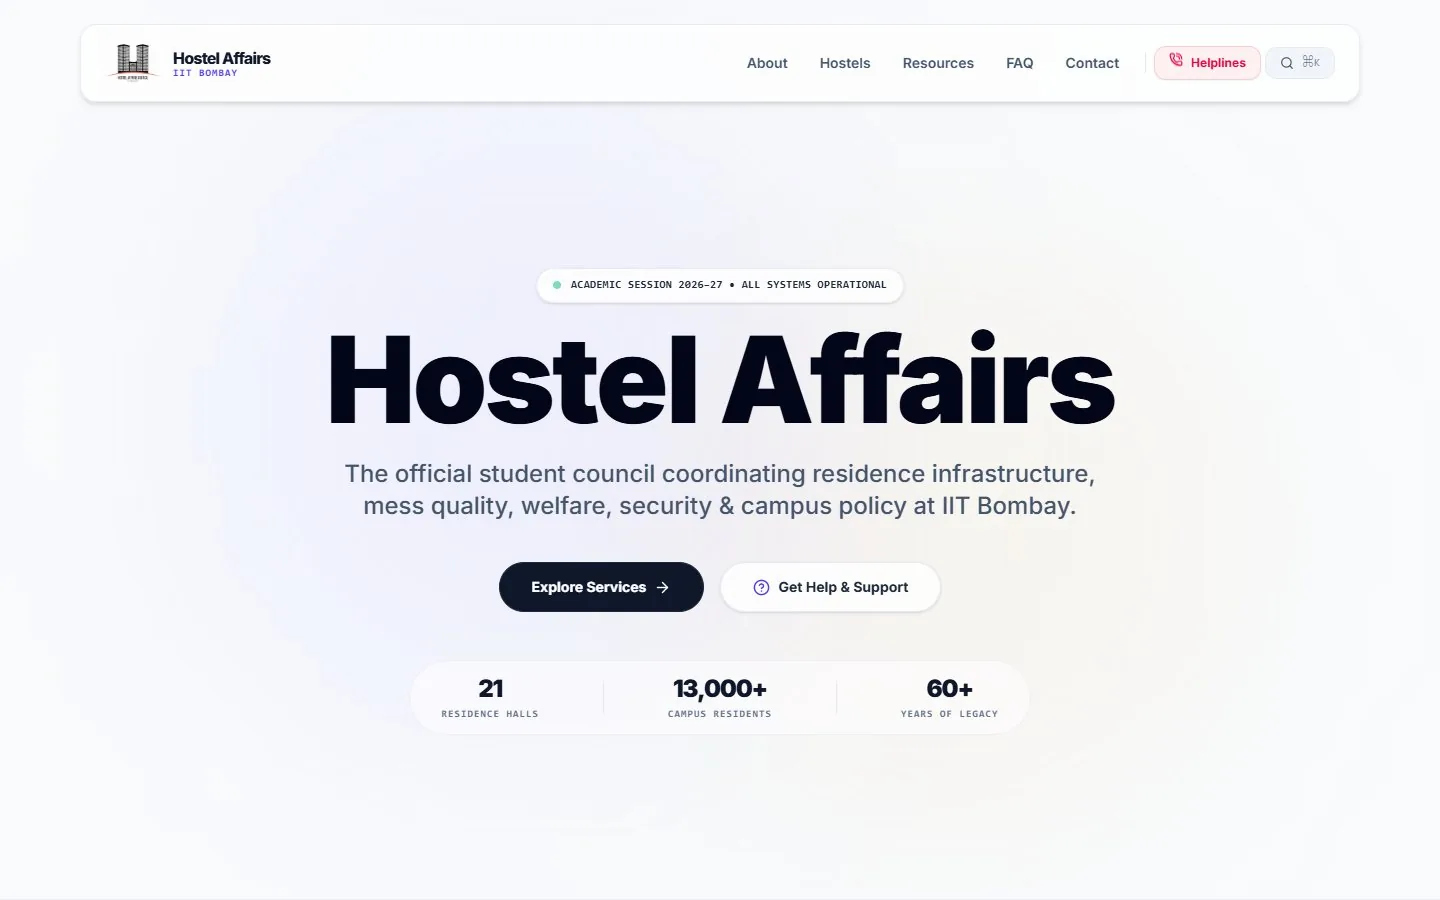 Hostel Affairs
IIT BOMBAY
About
Hostels
Resources
FAQ
Contact
Helplines
⌘K
ACADEMIC SESSION 2026–27 • ALL SYSTEMS OPERATIONAL
Hostel Affairs
The official student council coordinating residence infrastructure,
mess quality, welfare, security & campus policy at IIT Bombay.
Explore Services →
Get Help & Support
21
RESIDENCE HALLS
13,000+
CAMPUS RESIDENTS
60+
YEARS OF LEGACY